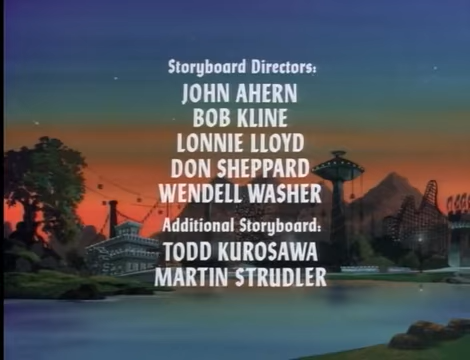 Storyboard Directors:
JOHN AHERN
BOB KLINE
LONNIE LLOYD
DON SHEPPARD
WENDELL WASHER
Additional Storyboard:
TODD KUROSAWA
MARTIN STRUDLER